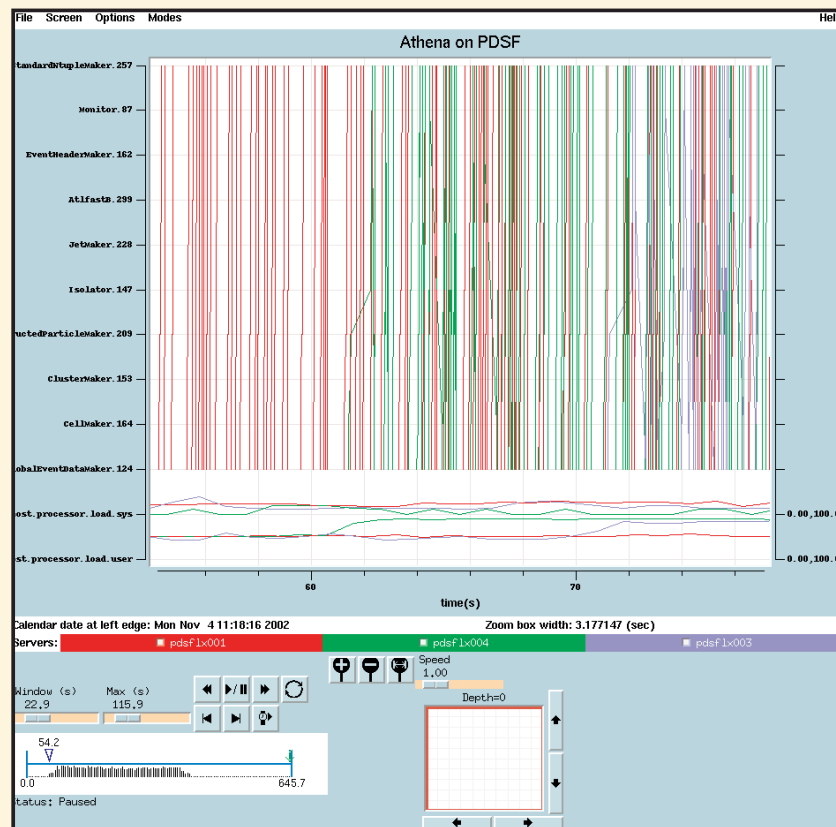 File Screen Options Modes Hel
Athena on PDSF
tandardNtupleMaker.257
Monitor.87
EventHeaderMaker.162
AtlfastB.299
JetMaker.228
Isolator.147
ructedParticleMaker.209
ClusterMaker.153
CellMaker.164
lobalEventDataMaker.124
ost.processor.load.sys 0.00,100.0
st.processor.load.user 0.00,100.0
60 70
time(s)
Calendar date at left edge: Mon Nov 4 11:18:16 2002 Zoom box width: 3.177147 (sec)
Servers: pdsflx001 pdsflx004 pdsflx003
Window (s) Max (s) Speed
22.9 115.9 1.00
Depth=0
54.2
0.0 645.7
tatus: Paused